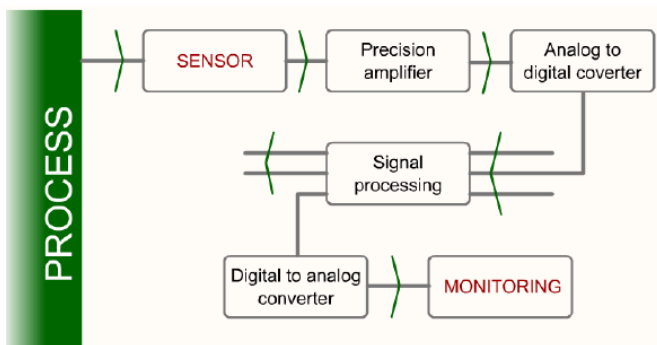 PROCESS
SENSOR
Precision
amplifier
Analog to
digital coverter
Signal
processing
Digital to analog
converter
MONITORING